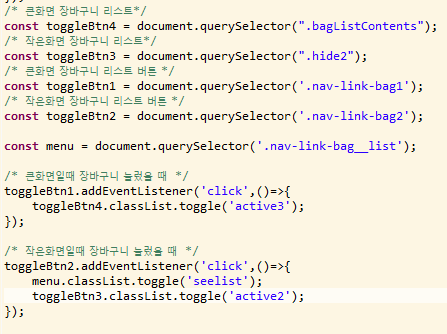 /* 큰화면 장바구니 리스트*/
const toggleBtn4 = document.querySelector(".bagListContents");
/* 작은화면 장바구니 리스트*/
const toggleBtn3 = document.querySelector(".hide2");
/* 큰화면 장바구니 리스트 버튼 */
const toggleBtn1 = document.querySelector('.nav-link-bag1');
/* 작은화면 장바구니 리스트 버튼 */
const toggleBtn2 = document.querySelector('.nav-link-bag2');
const menu = document.querySelector('.nav-link-bag__list');
/* 큰화면일때 장바구니 눌렀을 때 */
toggleBtn1.addEventListener('click',()=>{
toggleBtn4.classList.toggle('active3');
});
/* 작은화면일때 장바구니 눌렀을 때 */
toggleBtn2.addEventListener('click',()=>{
menu.classList.toggle('seelist');
toggleBtn3.classList.toggle('active2');
});